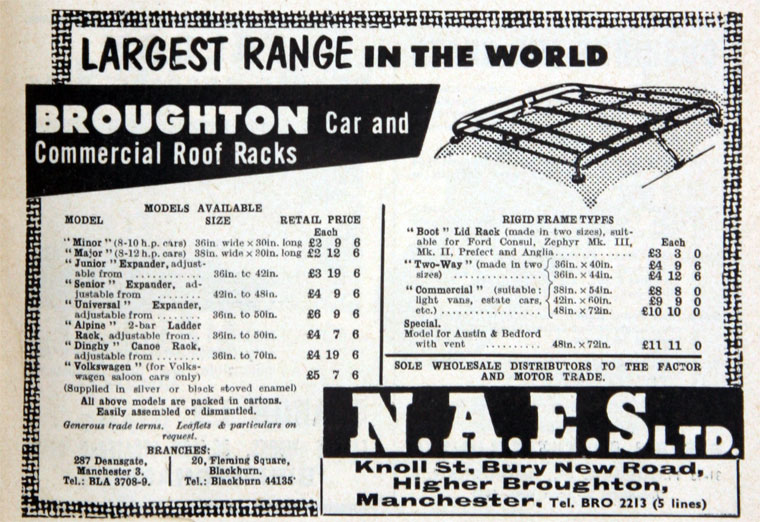 LARGEST RANGE IN THE WORLD
BROUGHTON Car and
Commercial Roof Racks
MODELS AVAILABLE
MODEL SIZE RETAIL PRICE
Each
"Minor" (8-10 h.p. cars) 36in. wide × 30in. long £2 9 6
"Major" (8-12 h.p. cars) 38in. wide × 30in. long £2 12 6
"Junior" Expander, adjust-
able from ............ 36in. to 42in. £3 19 6
"Senior" Expander, ad-
justable from ........ 42in. to 48in. £4 9 6
"Universal" Expander,
adjustable from ...... 36in. to 50in. £6 9 6
"Alpine" 2-bar Ladder
Rack, adjustable from.. 36in. to 50in. £4 7 6
"Dinghy" Canoe Rack,
adjustable from ........ 36in. to 70in. £4 19 6
"Volkswagen" (for Volks-
wagen saloon cars only) £5 7 6
(Supplied in silver or black stoved enamel)
All above models are packed in cartons.
Easily assembled or dismantled.
Generous trade terms. Leaflets & particulars on
request.
BRANCHES:
287 Deansgate,
Manchester 3.
Tel.: BLA 3708-9.
20, Fleming Square,
Blackburn.
Tel.: Blackburn 44135
RIGID FRAME TYPES
"Boot" Lid Rack (made in two sizes), suit-
able for Ford Consul, Zephyr Mk. III, Each
Mk. II, Prefect and Anglia.............. £3 3 0
"Two-Way" (made in two { 36in. × 40in. £4 9 6
sizes) .................. { 36in. × 44in. £4 12 6
"Commercial" (suitable: { 38in. × 54in. £8 8 0
light vans, estate cars, { 42in. × 60in. £9 9 0
etc.) .................. { 48in. × 72in. £10 10 0
Special.
Model for Austin & Bedford
with vent .............. 48in. × 72in. £11 11 0
SOLE WHOLESALE DISTRIBUTORS TO THE FACTOR
AND MOTOR TRADE.
N.A.E.S LTD.
Knoll St, Bury New Road,
Higher Broughton,
Manchester. Tel. BRO 2213 (5 lines)